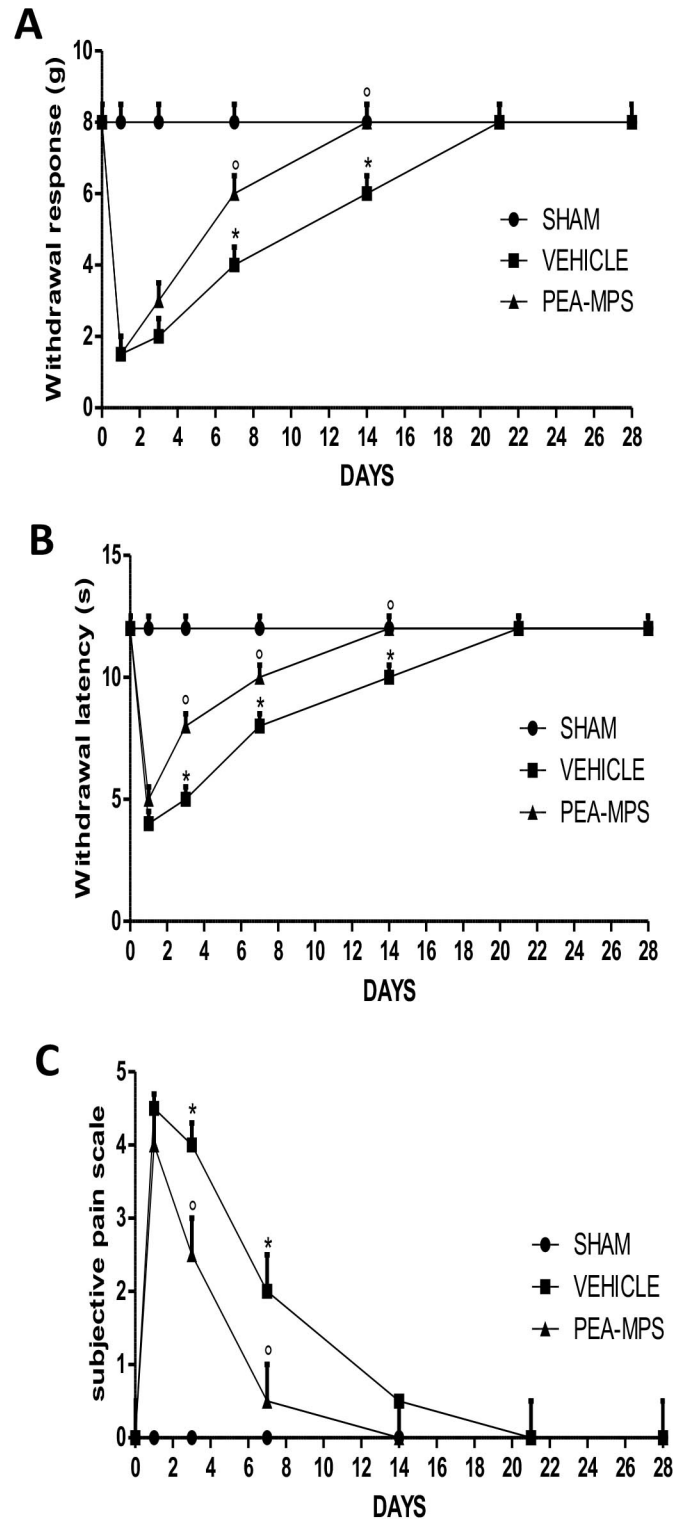 A
Withdrawal response (g)
10
8
6
4
2
0
0 2 4 6 8 10 12 14 16 18 20 22 24 26 28
DAYS
SHAM
VEHICLE
PEA-MPS
° ° * *
B
Withdrawal latency (s)
15
10
5
0
0 2 4 6 8 10 12 14 16 18 20 22 24 26 28
DAYS
SHAM
VEHICLE
PEA-MPS
° ° ° * * *
C
subjective pain scale
5
4
3
2
1
0
0 2 4 6 8 10 12 14 16 18 20 22 24 26 28
DAYS
SHAM
VEHICLE
PEA-MPS
* ° * °